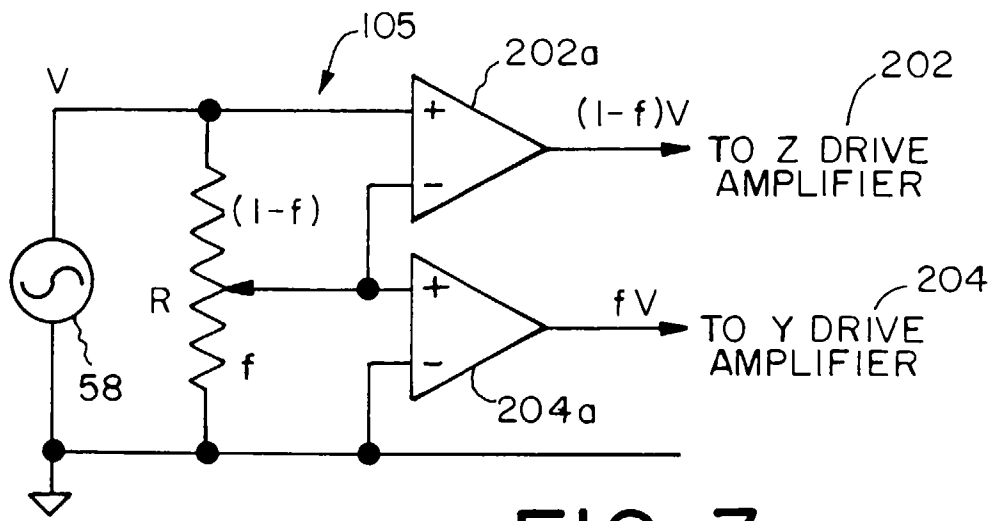 105
V
202a
202
(1-f)V
+
TO Z DRIVE
AMPLIFIER
-
(1-f)
R
+
fV
204
TO Y DRIVE
AMPLIFIER
f
-
58
204a